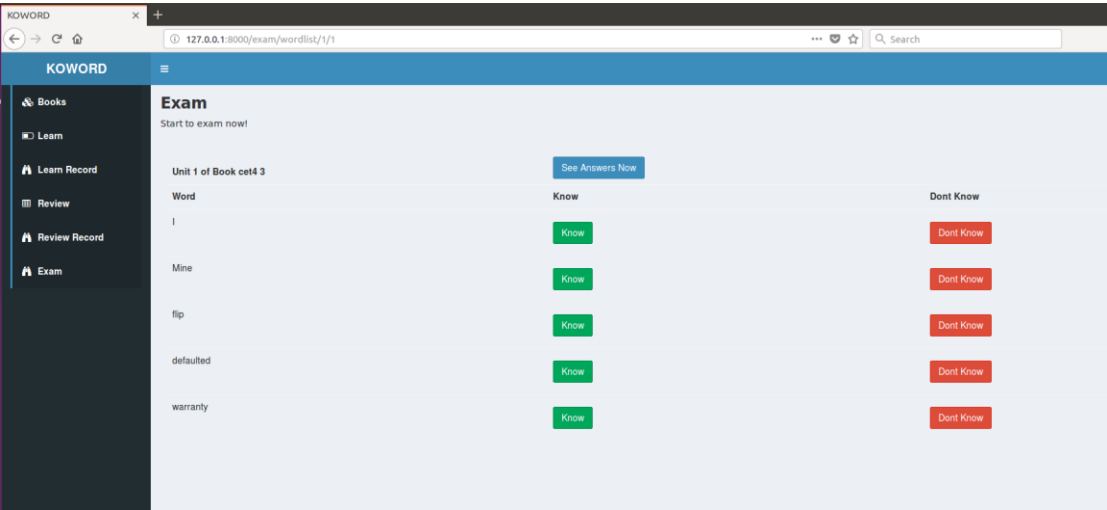 KOWORD
127.0.0.1:8000/exam/wordlist/1/1
Search
KOWORD
Books
Learn
Learn Record
Review
Review Record
Exam
Exam
Start to exam now!
Unit 1 of Book cet4 3 See Answers Now
Word Know Dont Know
I Know Dont Know
Mine Know Dont Know
flip Know Dont Know
defaulted Know Dont Know
warranty Know Dont Know